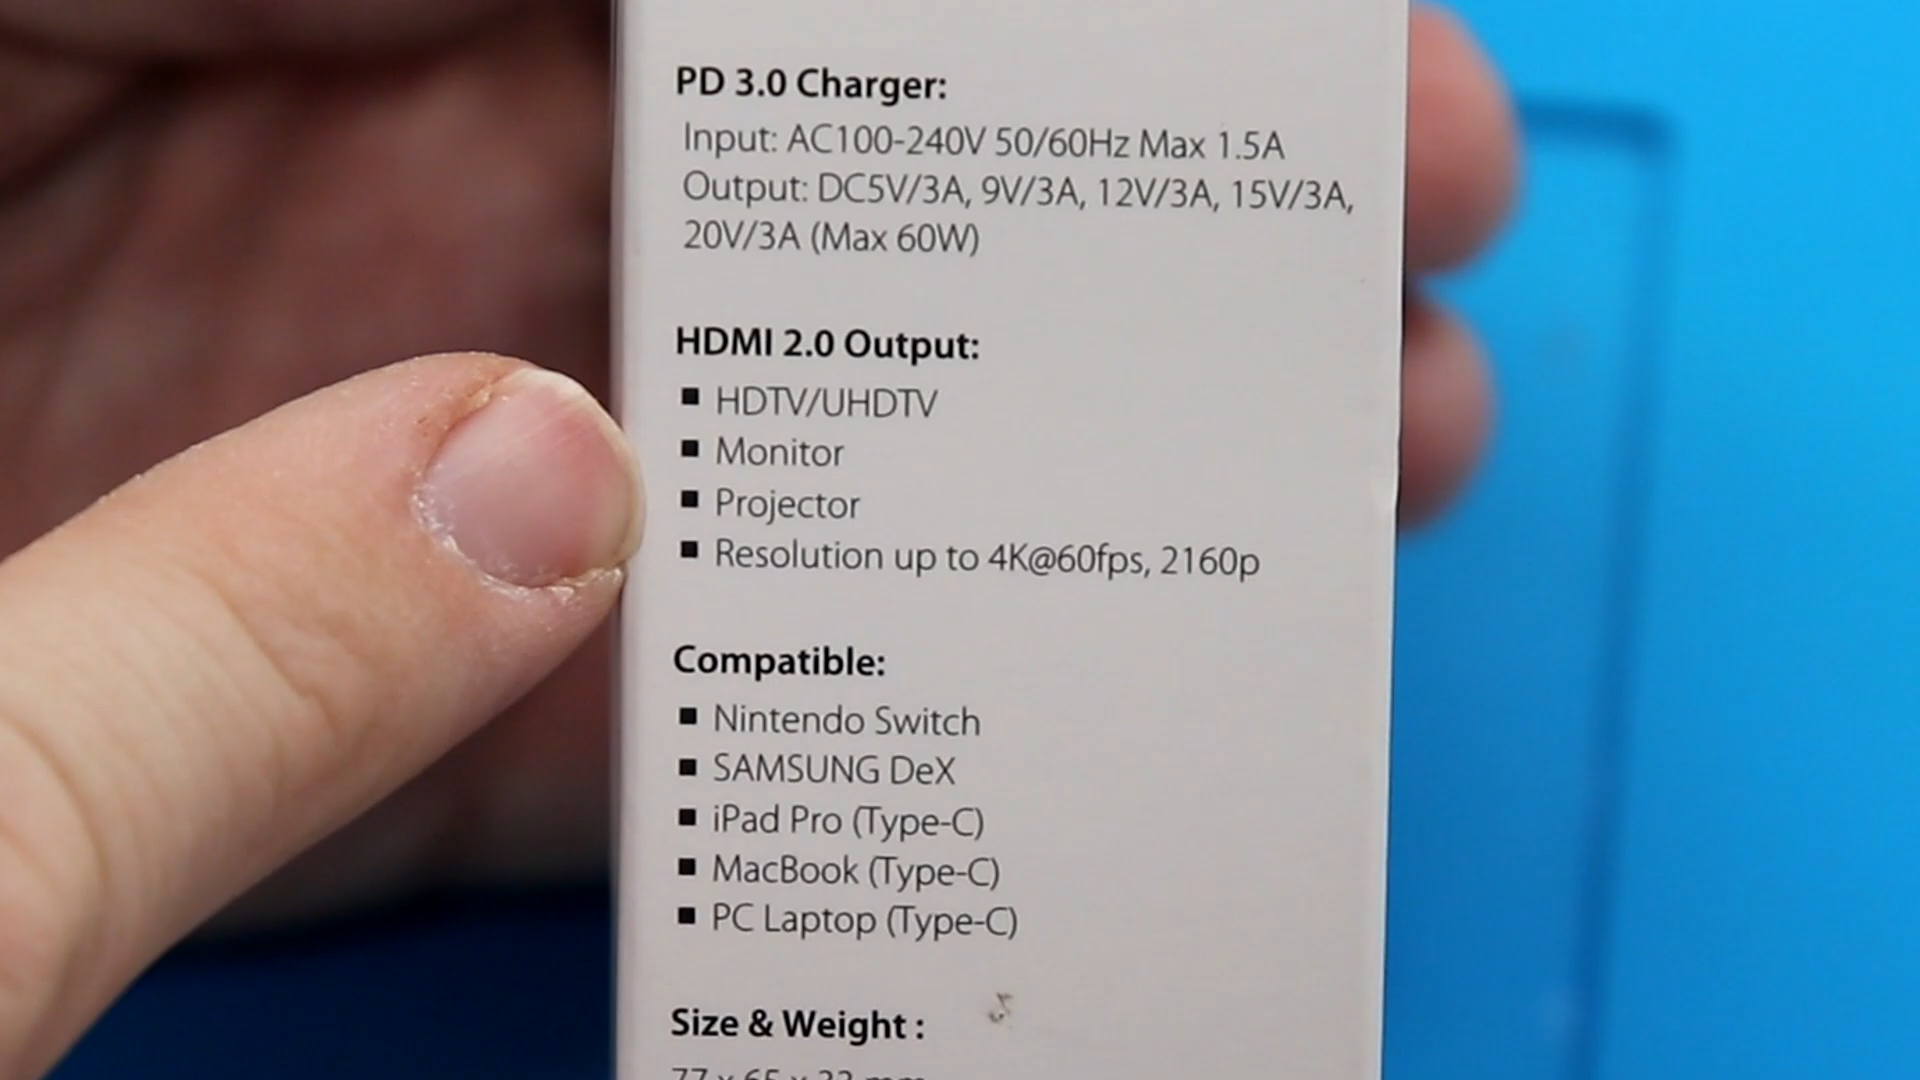 PD 3.0 Charger:
Input: AC100-240V 50/60Hz Max 1.5A
Output: DC5V/3A, 9V/3A, 12V/3A, 15V/3A,
20V/3A (Max 60W)
HDMI 2.0 Output:
■ HDTV/UHDTV
■ Monitor
■ Projector
■ Resolution up to 4K@60fps, 2160p
Compatible:
■ Nintendo Switch
■ SAMSUNG DeX
■ iPad Pro (Type-C)
■ MacBook (Type-C)
■ PC Laptop (Type-C)
Size & Weight :